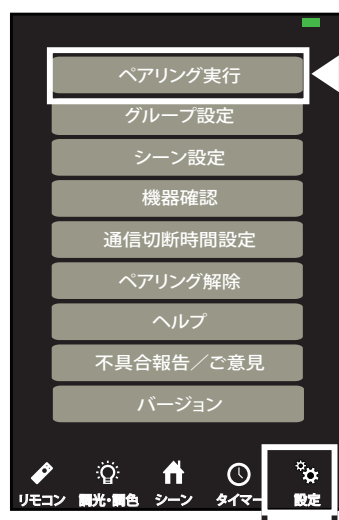 ペアリング実行
グループ設定
シーン設定
機器確認
通信切断時間設定
ペアリング解除
ヘルプ
不具合報告／ご意見
バージョン
リモコン 調光・調色 シーン タイマー 設定